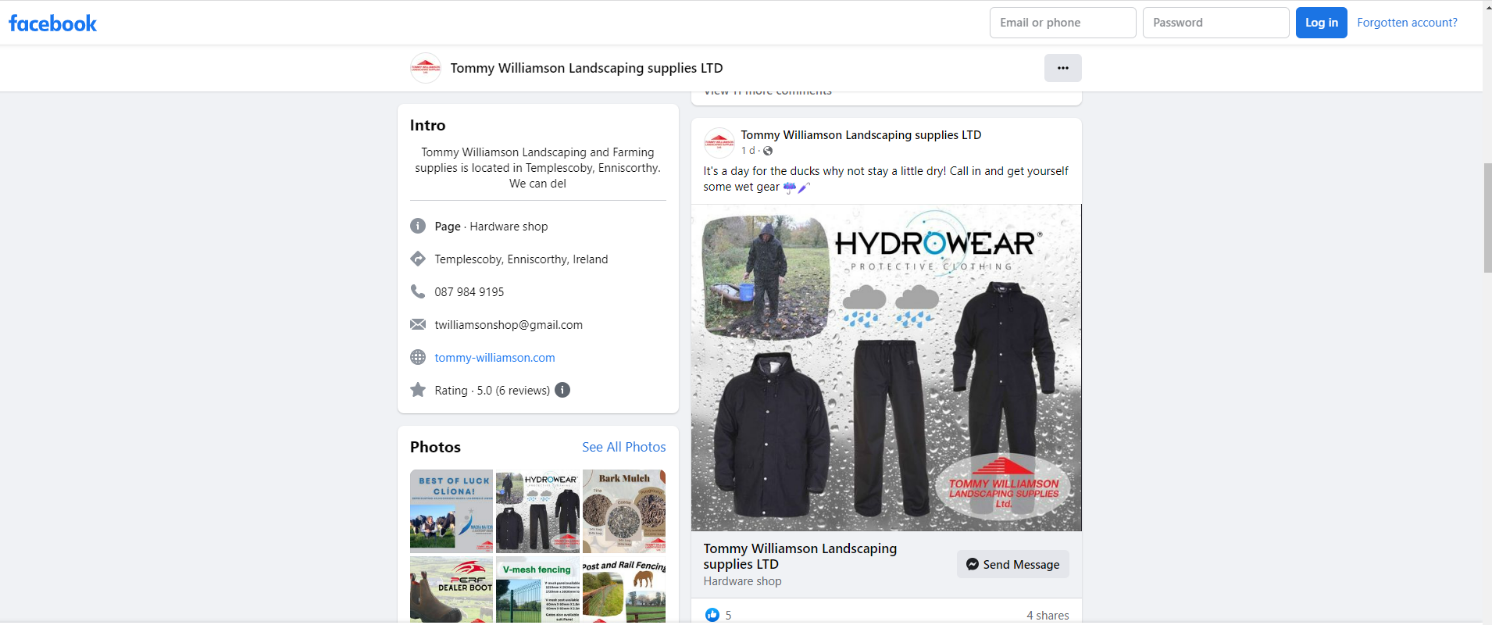 facebook
Email or phone
Password
Log in
Forgotten account?
Tommy Williamson Landscaping supplies LTD
View 11 more comments
Intro
Tommy Williamson Landscaping and Farming
supplies is located in Templescoby, Enniscorthy.
We can del
Page · Hardware shop
Templescoby, Enniscorthy, Ireland
087 984 9195
twilliamsonshop@gmail.com
tommy-williamson.com
Rating · 5.0 (6 reviews)
Photos
See All Photos
BEST OF LUCK
CLÍONA!
HYDROWEAR
Bark Mulch
PERF
DEALER BOOT
V-mesh fencing
Post and Rail Fencing
Tommy Williamson Landscaping supplies LTD
1 d ·
It's a day for the ducks why not stay a little dry! Call in and get yourself
some wet gear
HYDROWEAR®
PROTECTIVE CLOTHING
TOMMY WILLIAMSON
LANDSCAPING SUPPLIES
Ltd.
Tommy Williamson Landscaping
supplies LTD
Hardware shop
Send Message
5
4 shares